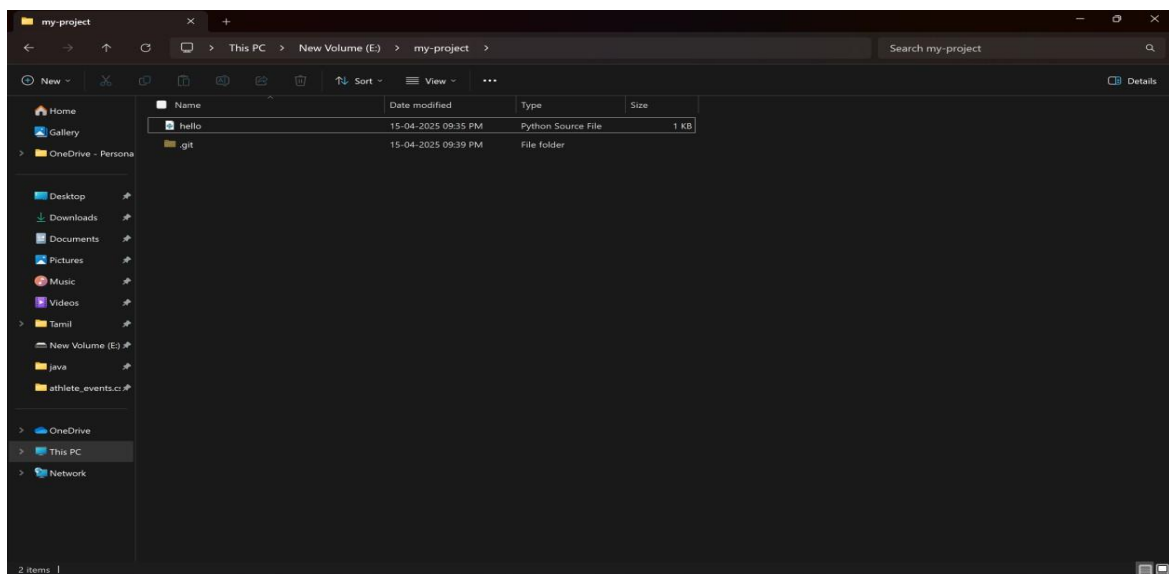 my-project
This PC > New Volume (E:) > my-project >
Search my-project
New
Sort
View
...
Details
Home
Gallery
OneDrive - Persona
Desktop
Downloads
Documents
Pictures
Music
Videos
Tamil
New Volume (E:)
java
athlete_events.cs
OneDrive
This PC
Network
Name Date modified Type Size
hello 15-04-2025 09:35 PM Python Source File 1 KB
.git 15-04-2025 09:39 PM File folder
2 items